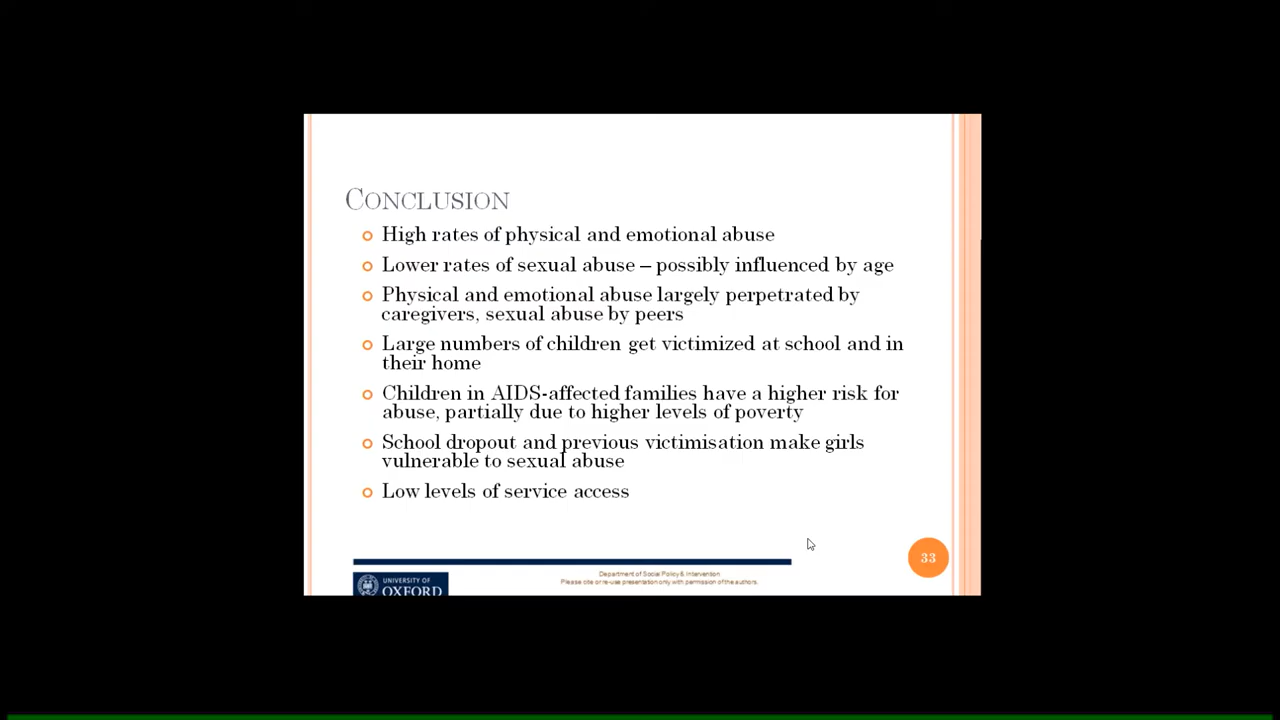 CONCLUSION
High rates of physical and emotional abuse
Lower rates of sexual abuse – possibly influenced by age
Physical and emotional abuse largely perpetrated by
caregivers, sexual abuse by peers
Large numbers of children get victimized at school and in
their home
Children in AIDS-affected families have a higher risk for
abuse, partially due to higher levels of poverty
School dropout and previous victimisation make girls
vulnerable to sexual abuse
Low levels of service access
33
Department of Social Policy & Intervention
Please cite or re-use presentation only with permission of the authors.
UNIVERSITY OF
OXFORD